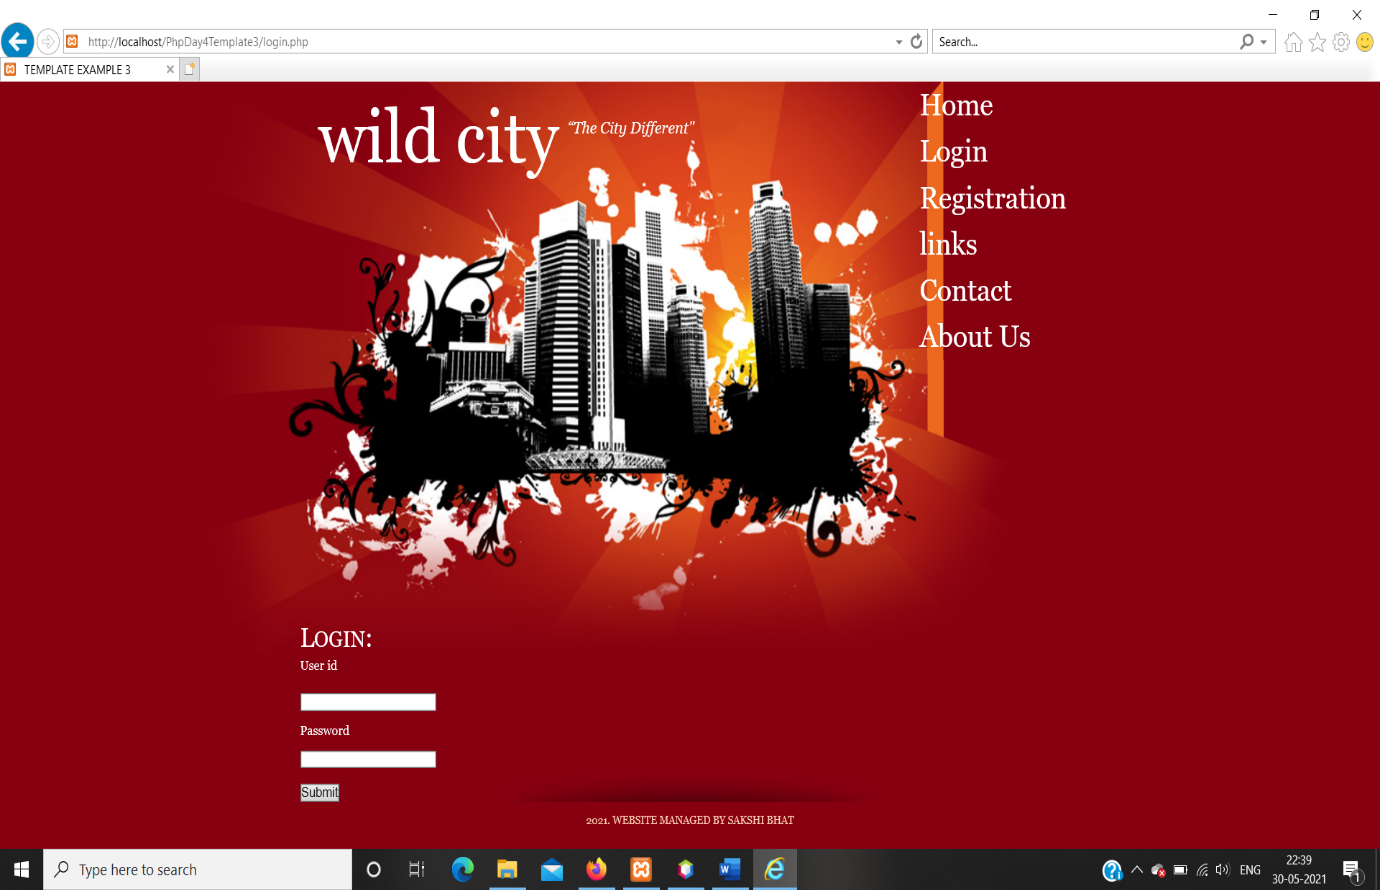 http://localhost/PhpDay4Template3/login.php
Search...
TEMPLATE EXAMPLE 3
wild city “The City Different"
Home
Login
Registration
links
Contact
About Us
LOGIN:
User id
Password
Submit
2021. WEBSITE MANAGED BY SAKSHI BHAT
Type here to search
ENG
22:39
30-05-2021
1